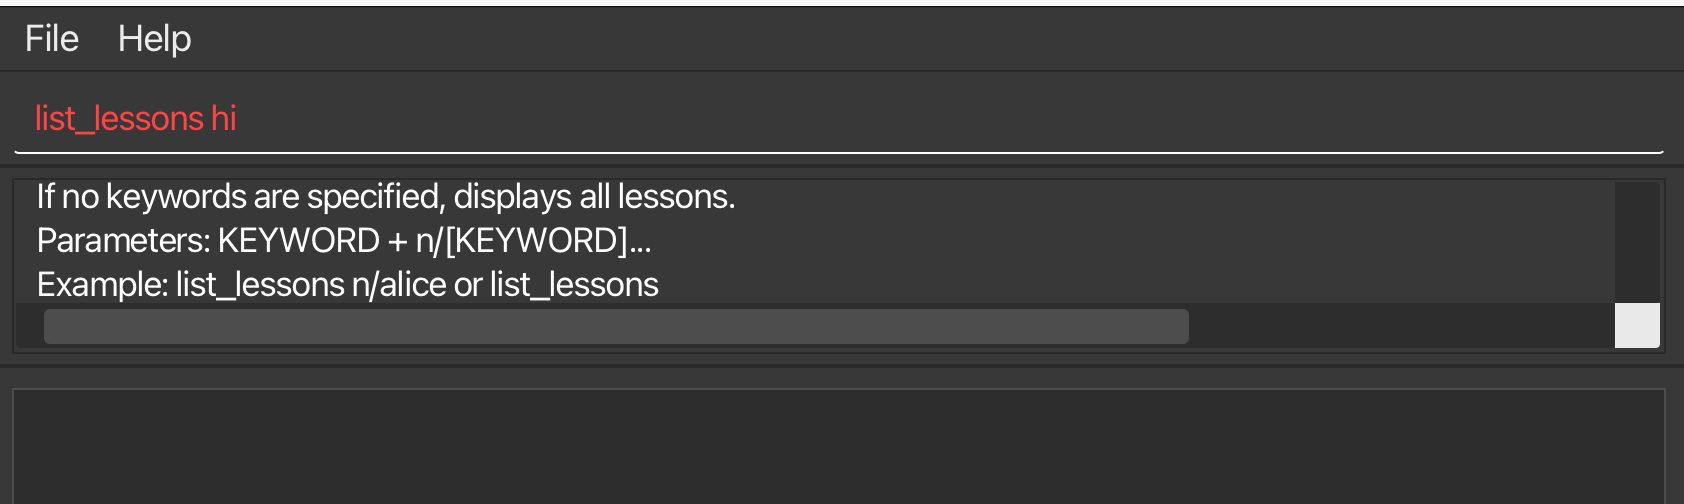 File Help
list_lessons hi
If no keywords are specified, displays all lessons.
Parameters: KEYWORD + n/[KEYWORD]...
Example: list_lessons n/alice or list_lessons